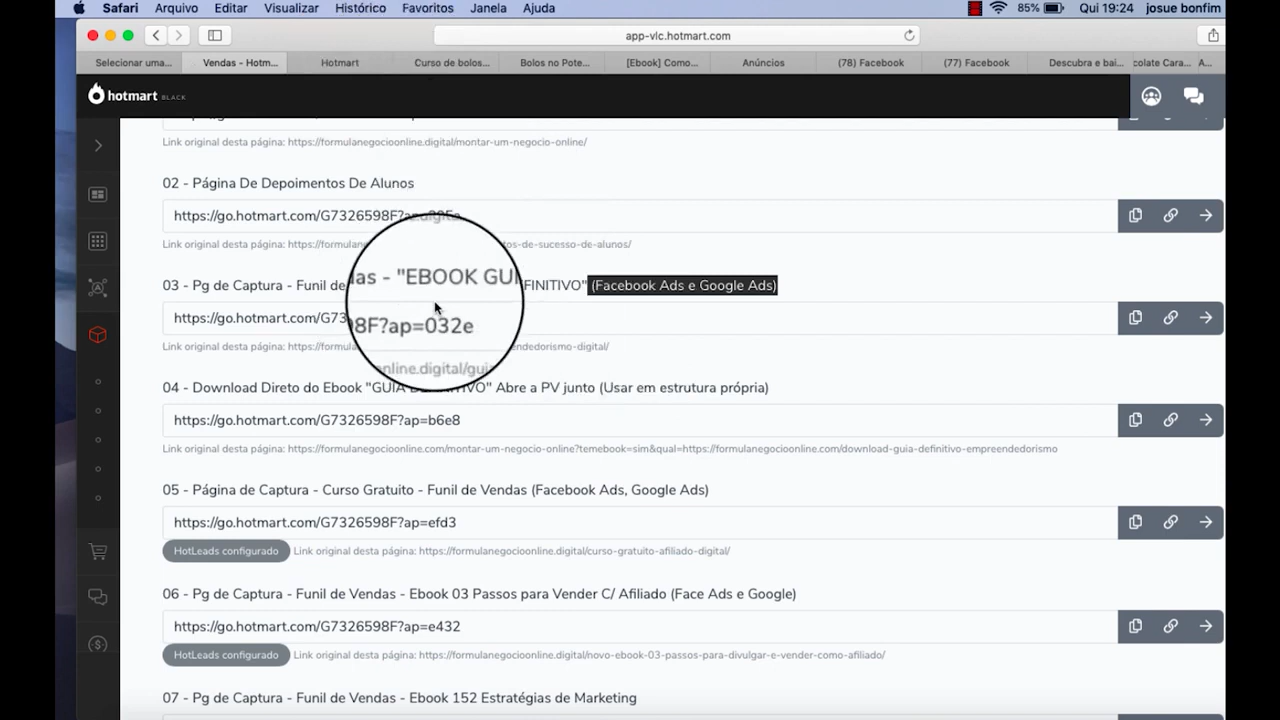 Safari Arquivo Editar Visualizar Histórico Favoritos Janela Ajuda 85% Qui 19:24 josue bonfim
app-vlc.hotmart.com
Selecionar uma... Vendas - Hotm... Hotmart Curso de bolos... Bolos no Pote... [Ebook] Como... Anúncios (78) Facebook (77) Facebook Descubra e bai... colate Cara... A...
hotmart BLACK
Link original desta página: https://formulanegocioonline.digital/montar-um-negocio-online/
02 - Página De Depoimentos De Alunos
https://go.hotmart.com/G7326598F?
Link original desta página: https://formulane tos-de-sucesso-de-alunos/
03 - Pg de Captura - Funil de das - "EBOOK GUI FINITIVO" (Facebook Ads e Google Ads)
https://go.hotmart.com/G73 98F?ap=032e
Link original desta página: https://formula online.digital/guia endedorismo-digital/
04 - Download Direto do Ebook "GUIA DEFINITIVO" Abre a PV junto (Usar em estrutura própria)
https://go.hotmart.com/G7326598F?ap=b6e8
Link original desta página: https://formulanegocioonline.com/montar-um-negocio-online?temebook=sim&qual=https://formulanegocioonline.com/download-guia-definitivo-empreendedorismo
05 - Página de Captura - Curso Gratuito - Funil de Vendas (Facebook Ads, Google Ads)
https://go.hotmart.com/G7326598F?ap=efd3
HotLeads configurado Link original desta página: https://formulanegocioonline.digital/curso-gratuito-afiliado-digital/
06 - Pg de Captura - Funil de Vendas - Ebook 03 Passos para Vender C/ Afiliado (Face Ads e Google)
https://go.hotmart.com/G7326598F?ap=e432
HotLeads configurado Link original desta página: https://formulanegocioonline.digital/novo-ebook-03-passos-para-divulgar-e-vender-como-afiliado/
07 - Pg de Captura - Funil de Vendas - Ebook 152 Estratégias de Marketing